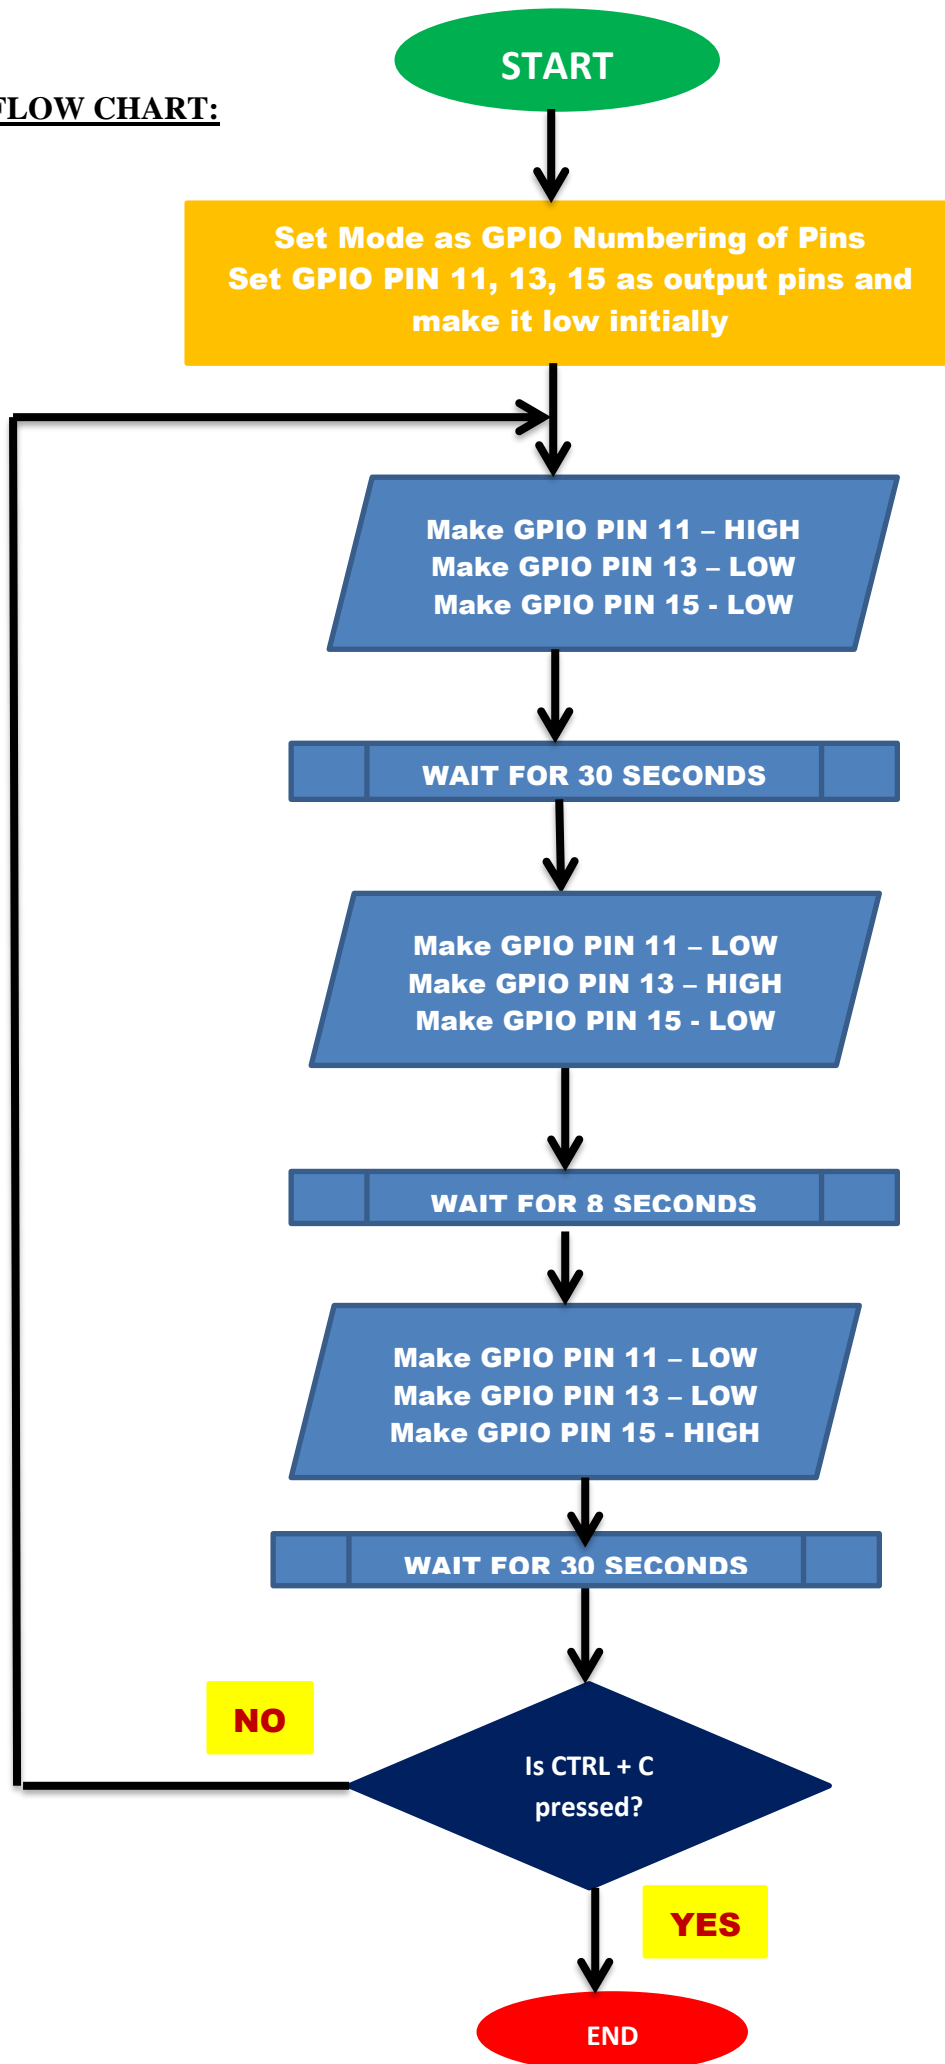 START
FLOW CHART:
Set Mode as GPIO Numbering of Pins
Set GPIO PIN 11, 13, 15 as output pins and
make it low initially
Make GPIO PIN 11 – HIGH
Make GPIO PIN 13 – LOW
Make GPIO PIN 15 - LOW
WAIT FOR 30 SECONDS
Make GPIO PIN 11 – LOW
Make GPIO PIN 13 – HIGH
Make GPIO PIN 15 - LOW
WAIT FOR 8 SECONDS
Make GPIO PIN 11 – LOW
Make GPIO PIN 13 – LOW
Make GPIO PIN 15 - HIGH
WAIT FOR 30 SECONDS
NO
Is CTRL + C
pressed?
YES
END